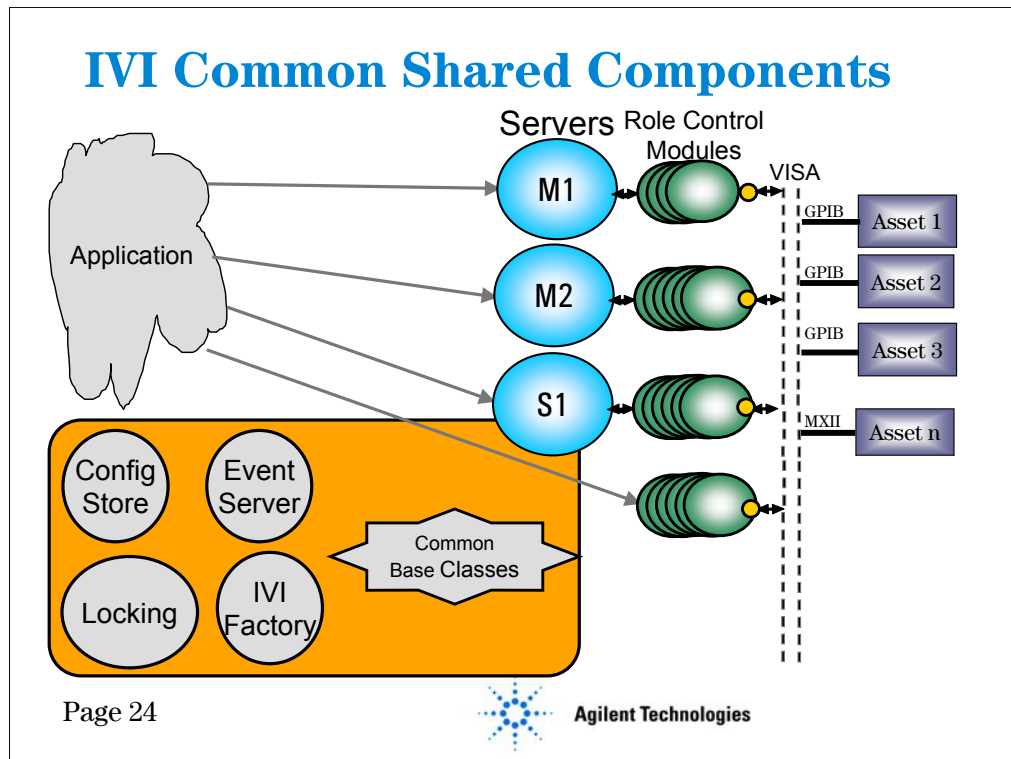 IVI Common Shared Components
Servers
Role Control
Modules
VISA
Application
M1
M2
S1
GPIB
Asset 1
GPIB
Asset 2
GPIB
Asset 3
MXII
Asset n
Config
Store
Event
Server
Common
Base Classes
Locking
IVI
Factory
Page 24
Agilent Technologies